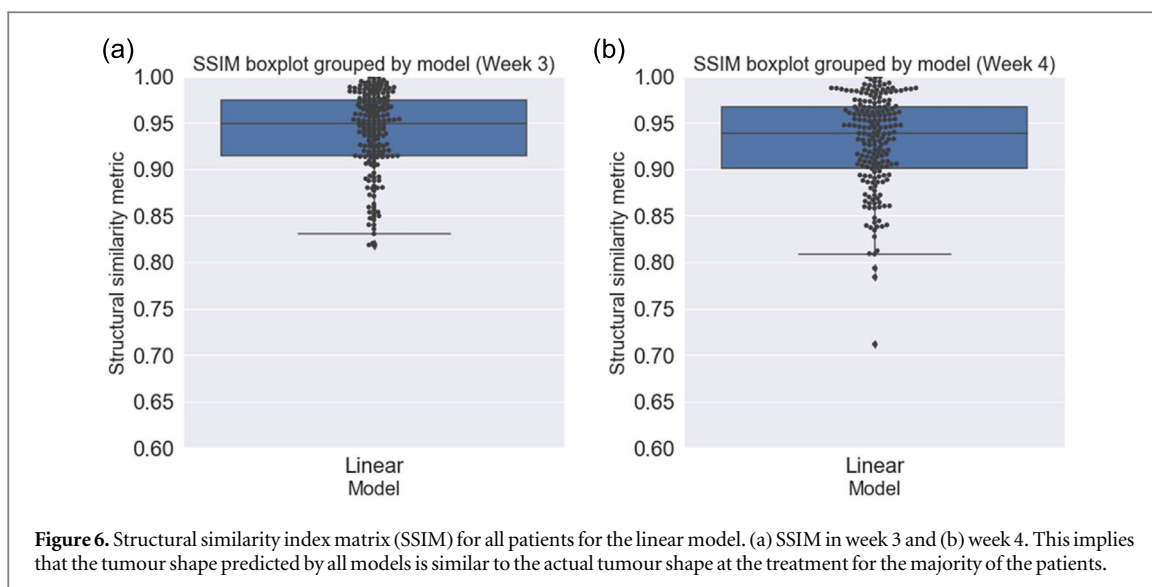 (a)
SSIM boxplot grouped by model (Week 3)
1.00
0.95
0.90
0.85
0.80
0.75
0.70
0.65
0.60
Structural similarity metric
Linear
Model
(b)
SSIM boxplot grouped by model (Week 4)
1.00
0.95
0.90
0.85
0.80
0.75
0.70
0.65
0.60
Structural similarity metric
Linear
Model
Figure 6. Structural similarity index matrix (SSIM) for all patients for the linear model. (a) SSIM in week 3 and (b) week 4. This implies
that the tumour shape predicted by all models is similar to the actual tumour shape at the treatment for the majority of the patients.